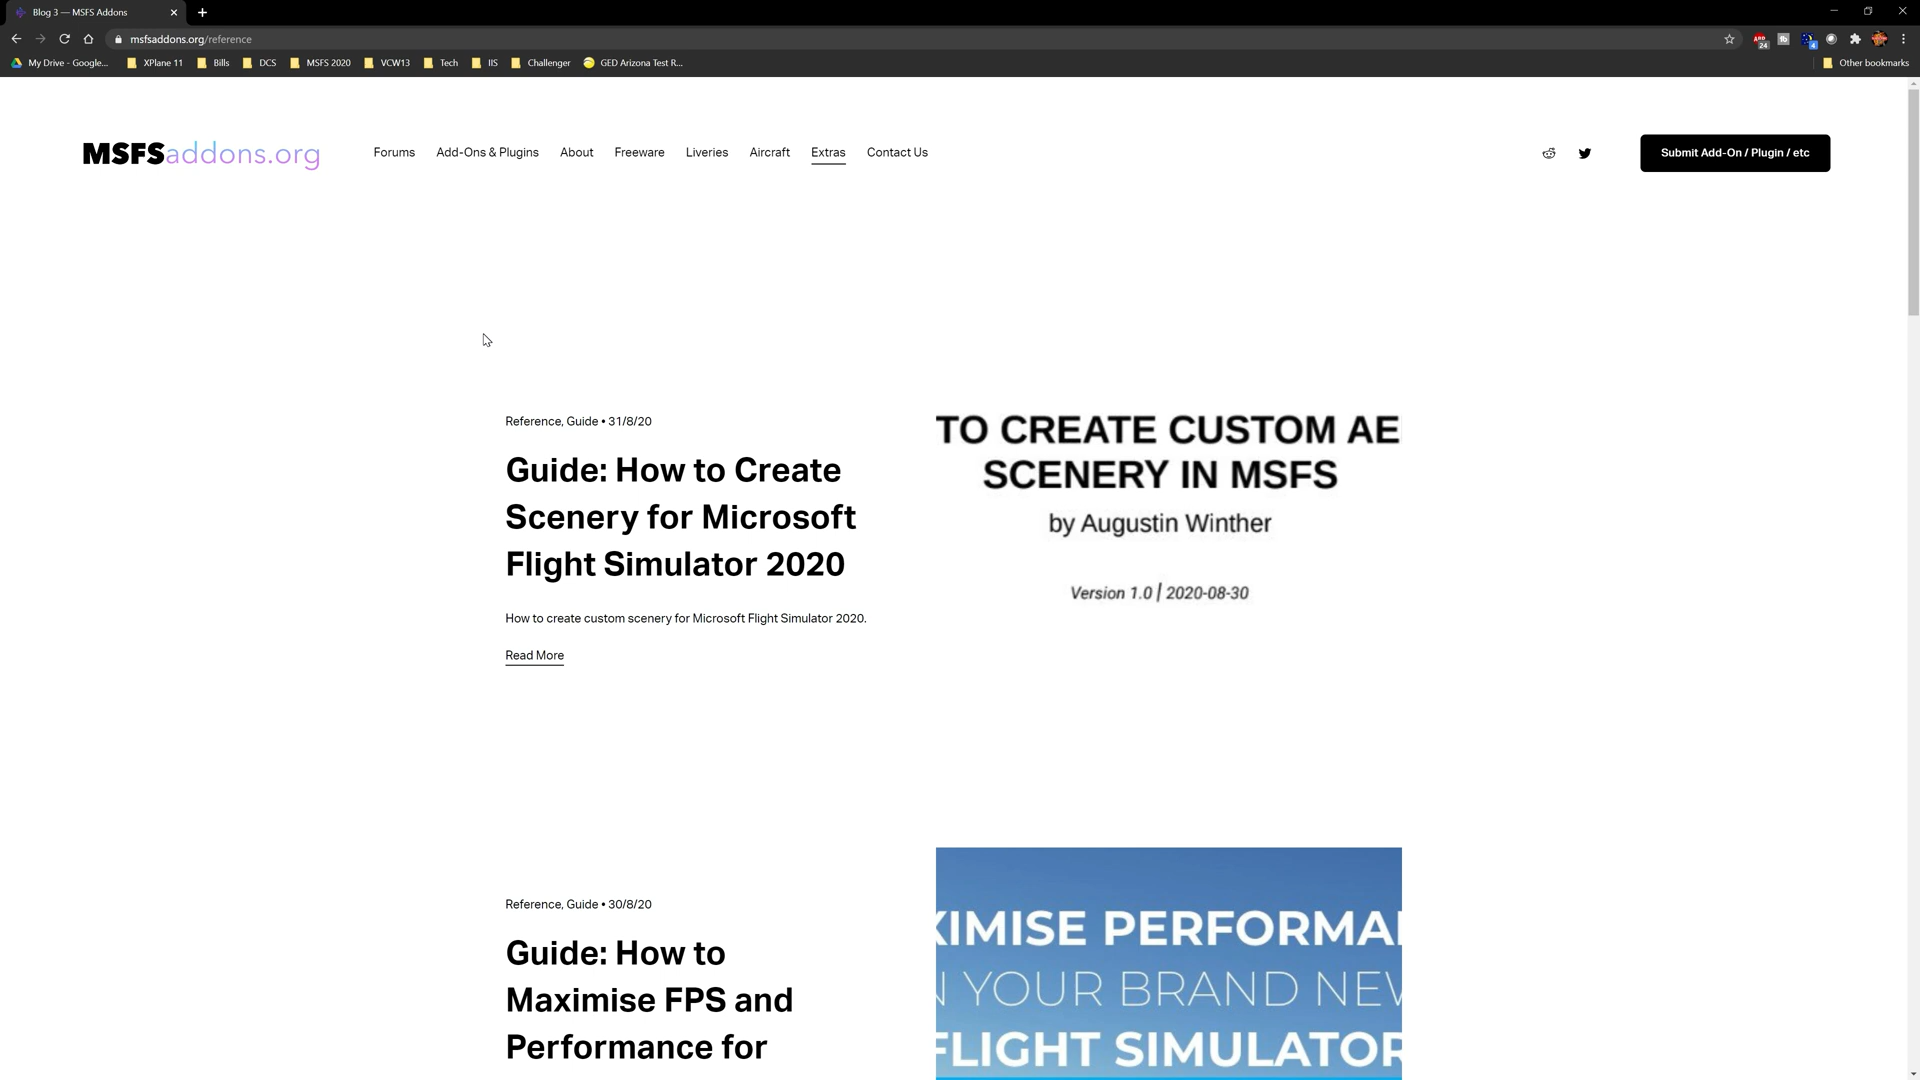 Blog 3 — MSFS Addons
msfsaddons.org/reference
24
4
My Drive - Google...
XPlane 11
Bills
DCS
MSFS 2020
VCW13
Tech
IIS
Challenger
GED Arizona Test R...
Other bookmarks
MSFSaddons.org
Forums
Add-Ons & Plugins
About
Freeware
Liveries
Aircraft
Extras
Contact Us
Submit Add-On / Plugin / etc
Reference, Guide • 31/8/20
Guide: How to Create
Scenery for Microsoft
Flight Simulator 2020
How to create custom scenery for Microsoft Flight Simulator 2020.
Read More
TO CREATE CUSTOM AE
SCENERY IN MSFS
by Augustin Winther
Version 1.0 | 2020-08-30
Reference, Guide • 30/8/20
Guide: How to
Maximise FPS and
Performance for
XIMISE PERFORMA
N YOUR BRAND NEW
FLIGHT SIMULATOR